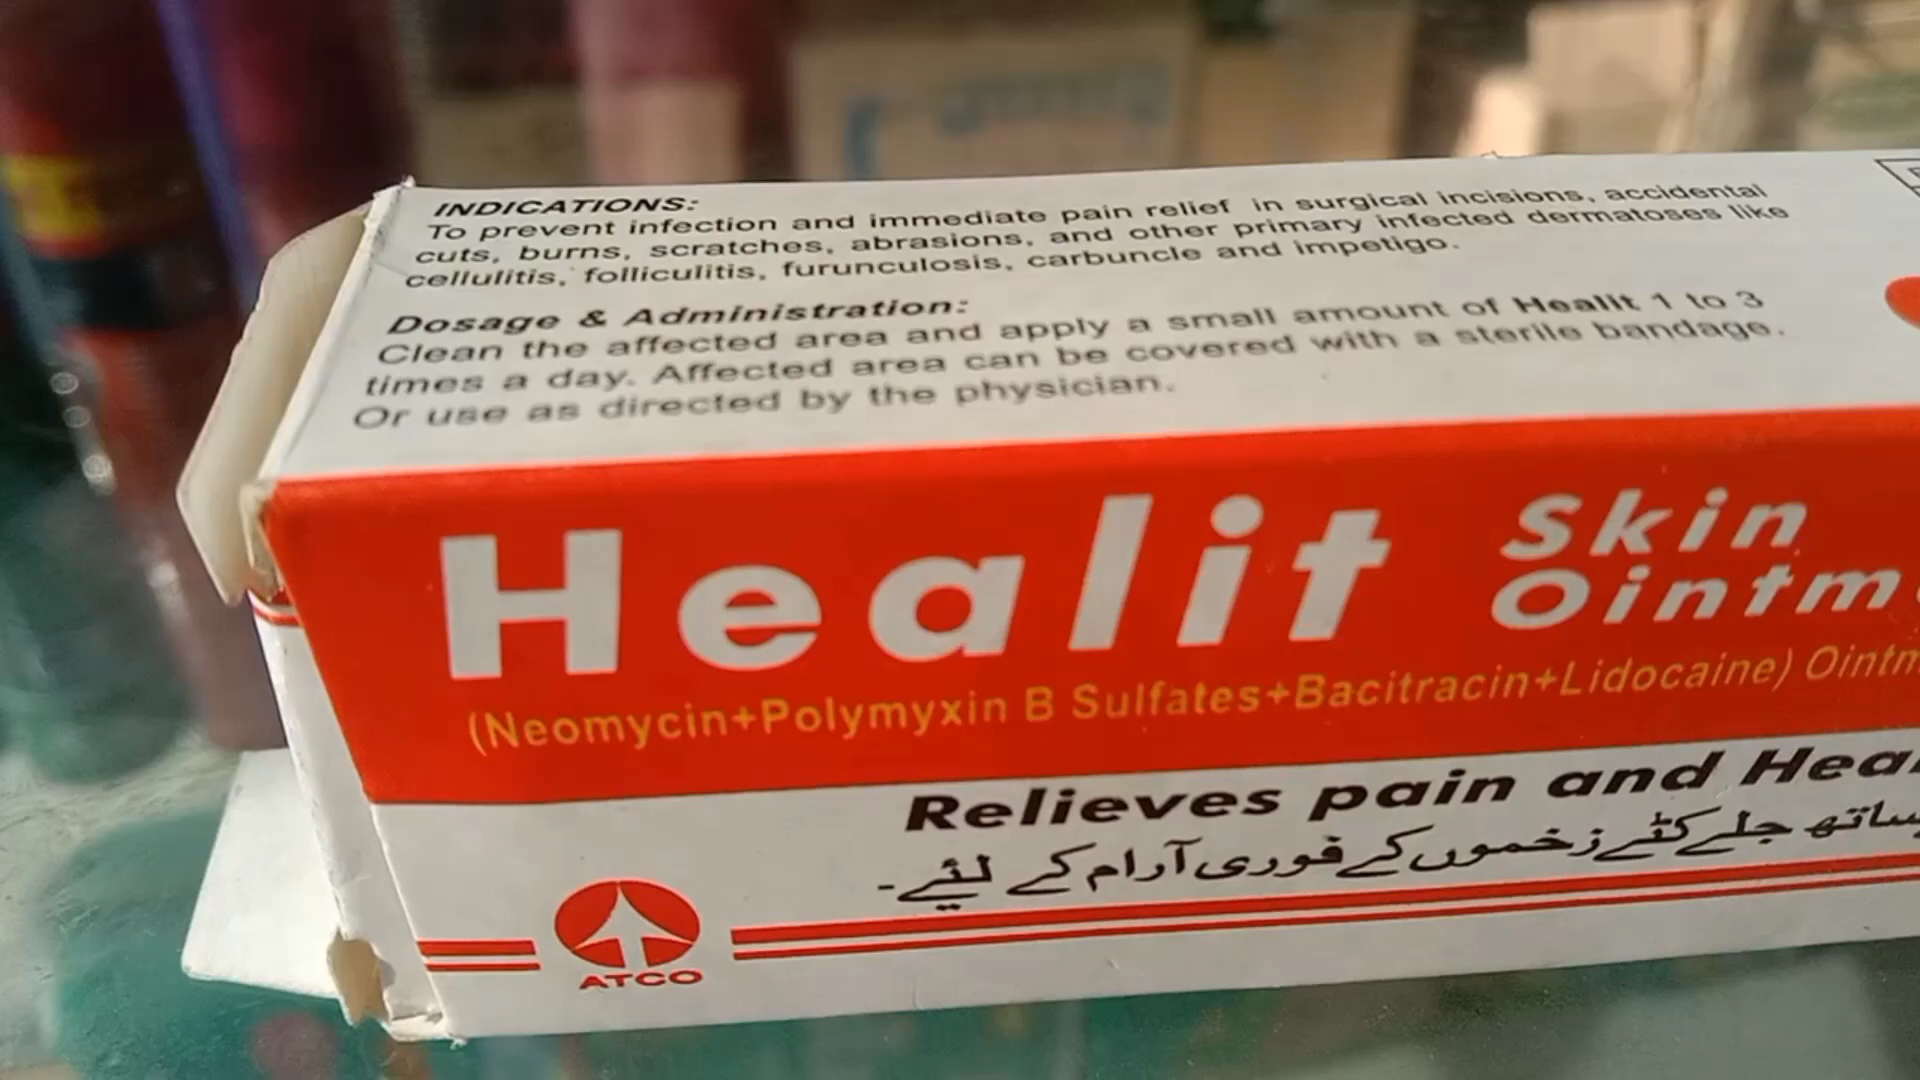 INDICATIONS:
To prevent infection and immediate pain relief in surgical incisions, accidental
cuts, burns, scratches, abrasions, and other primary infected dermatoses like
cellulitis, folliculitis, furunculosis, carbuncle and impetigo.
Dosage & Administration:
Clean the affected area and apply a small amount of Healit 1 to 3
times a day. Affected area can be covered with a sterile bandage.
Or use as directed by the physician.
Healit
Skin
Ointm
(Neomycin+Polymyxin B Sulfates+Bacitracin+Lidocaine) Ointm
Relieves pain and Hea
ساتھ جلے کٹے زخموں کے فوری آرام کے لئے۔
ATCO